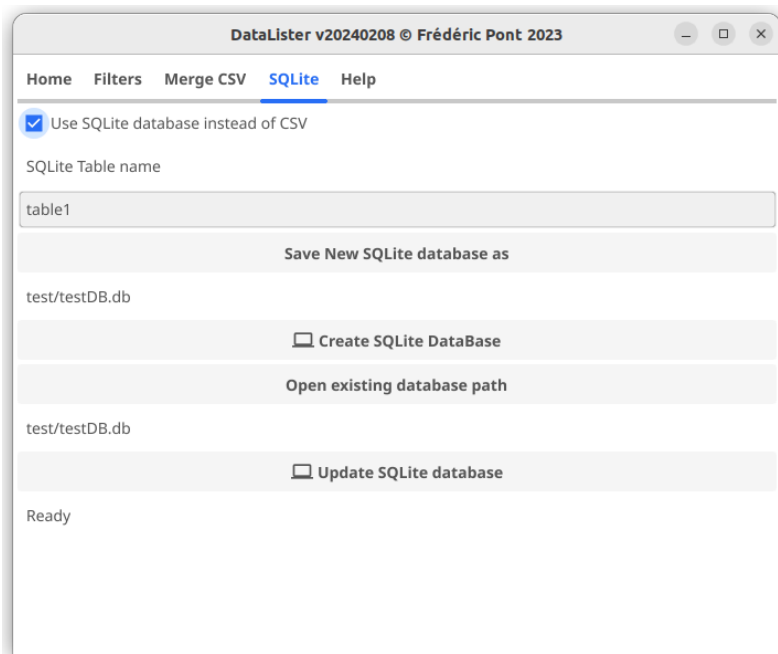 DataLister v20240208 © Frédéric Pont 2023
Home Filters Merge CSV SQLite Help
Use SQLite database instead of CSV
SQLite Table name
table1
Save New SQLite database as
test/testDB.db
Create SQLite DataBase
Open existing database path
test/testDB.db
Update SQLite database
Ready